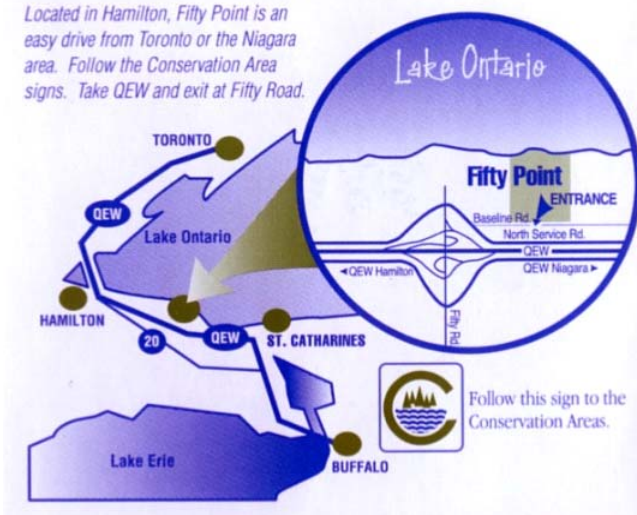 Located in Hamilton, Fifty Point is an
easy drive from Toronto or the Niagara
area. Follow the Conservation Area
signs. Take QEW and exit at Fifty Road.
Lake Ontario
TORONTO
QEW
Lake Ontario
HAMILTON
20
QEW
ST. CATHARINES
Lake Erie
BUFFALO
Fifty Point
ENTRANCE
Baseline Rd.
North Service Rd.
QEW
QEW Hamilton
QEW Niagara
Fifty Rd.
Follow this sign to the
Conservation Areas.